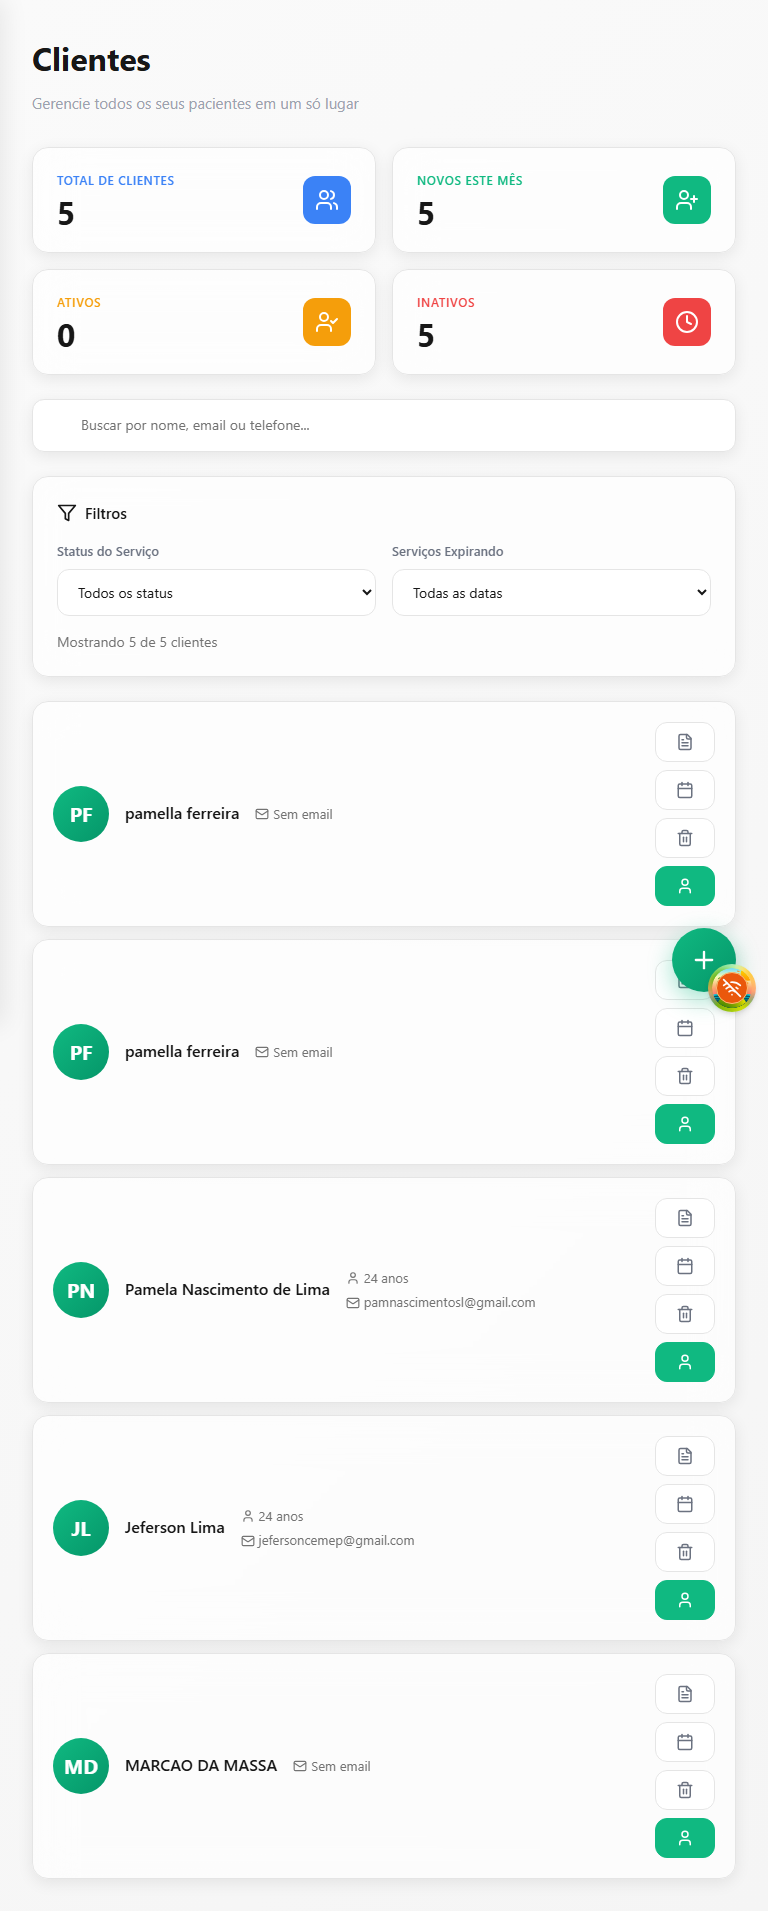 Clientes
Gerencie todos os seus pacientes em um só lugar
TOTAL DE CLIENTES
5
NOVOS ESTE MÊS
5
ATIVOS
0
INATIVOS
5
Buscar por nome, email ou telefone...
Filtros
Status do Serviço
Serviços Expirando
Todos os status
Todas as datas
Mostrando 5 de 5 clientes
PF
pamella ferreira
Sem email
PF
pamella ferreira
Sem email
PN
Pamela Nascimento de Lima
24 anos
pamnascimentosl@gmail.com
JL
Jeferson Lima
24 anos
jefersoncemep@gmail.com
MD
MARCAO DA MASSA
Sem email